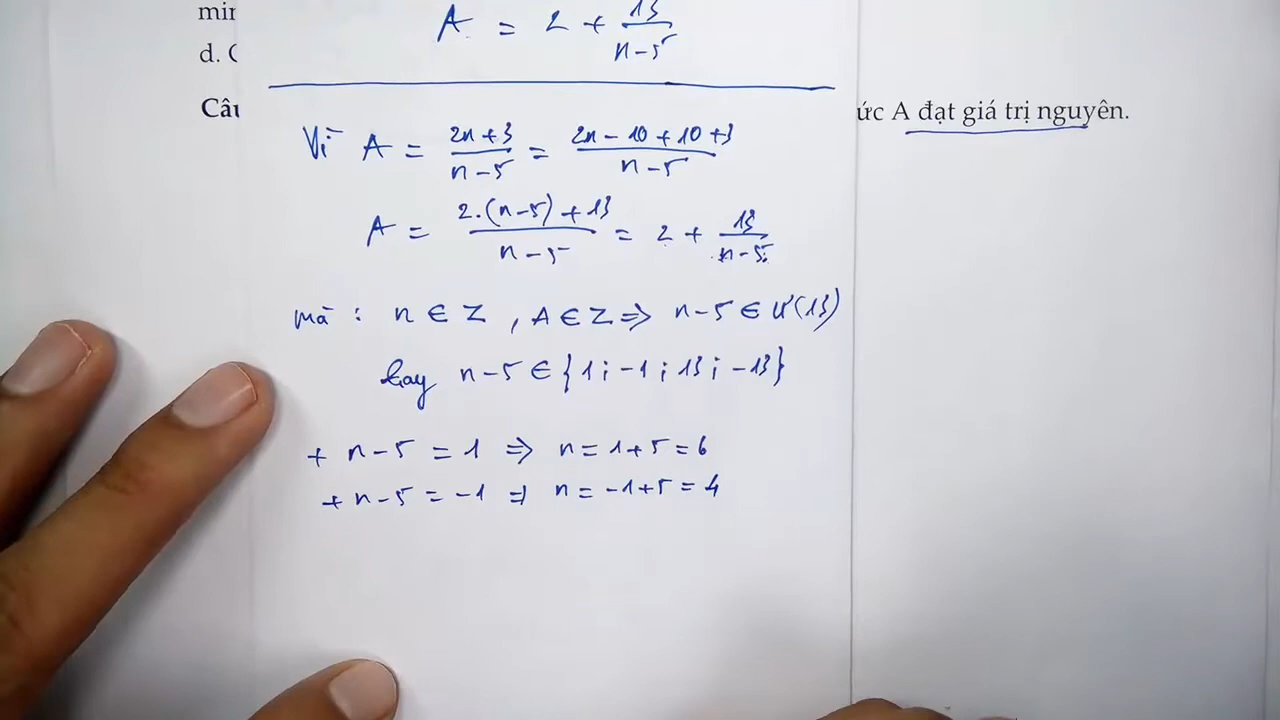 d.
A = 2 + 13/(n-5)
Câu
ức A đạt giá trị nguyên.
Vì A = (2n+3)/(n-5) = (2n-10+10+3)/(n-5)
A = (2.(n-5)+13)/(n-5) = 2 + 13/(n-5)
mà : n ∈ Z , A ∈ Z ⇒ n-5 ∈ Ư(13)
hay n-5 ∈ {1 ; -1 ; 13 ; -13}
+ n-5 = 1 ⇒ n = 1+5 = 6
+ n-5 = -1 ⇒ n = -1+5 = 4